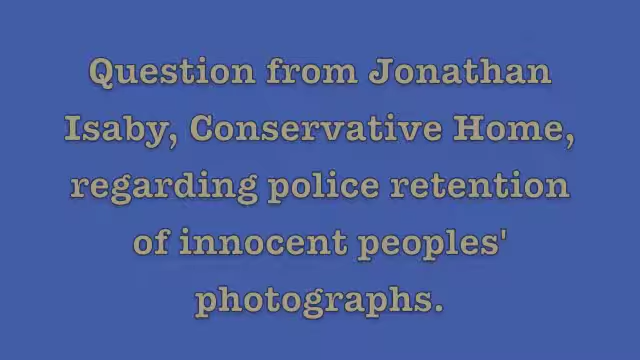 Question from Jonathan
Isaby, Conservative Home,
regarding police retention
of innocent peoples'
photographs.